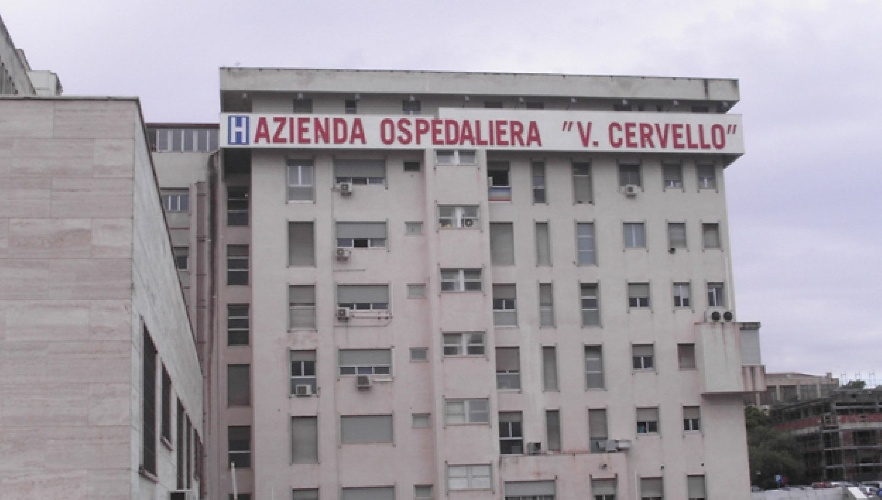 H AZIENDA OSPEDALIERA "V. CERVELLO"